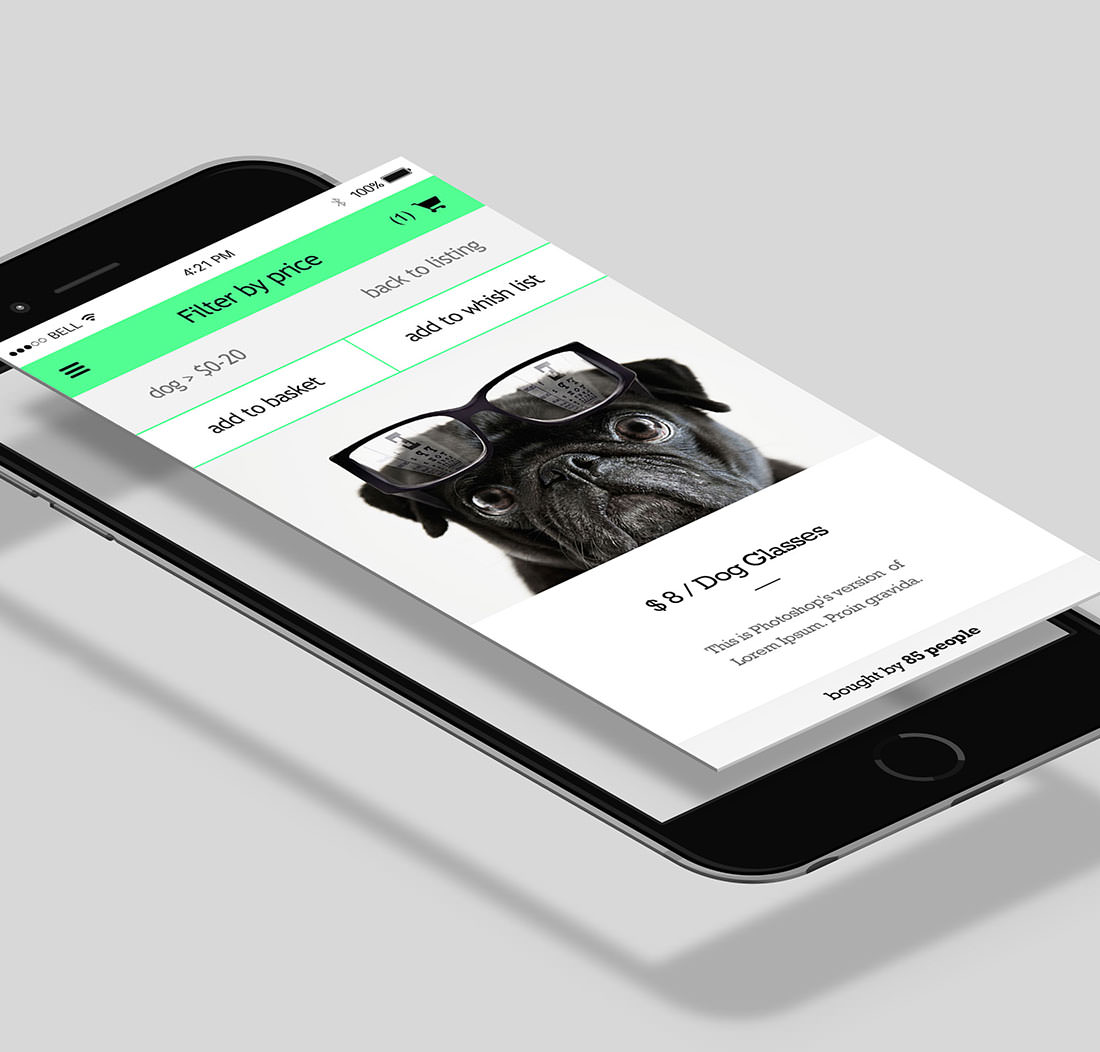 BELL 4:21 PM 100%
Filter by price (1)
dog > $0-20 back to listing
add to basket add to whish list
$ 8 / Dog Glasses
This is Photoshop's version of
Lorem Ipsum. Proin gravida.
bought by 85 people